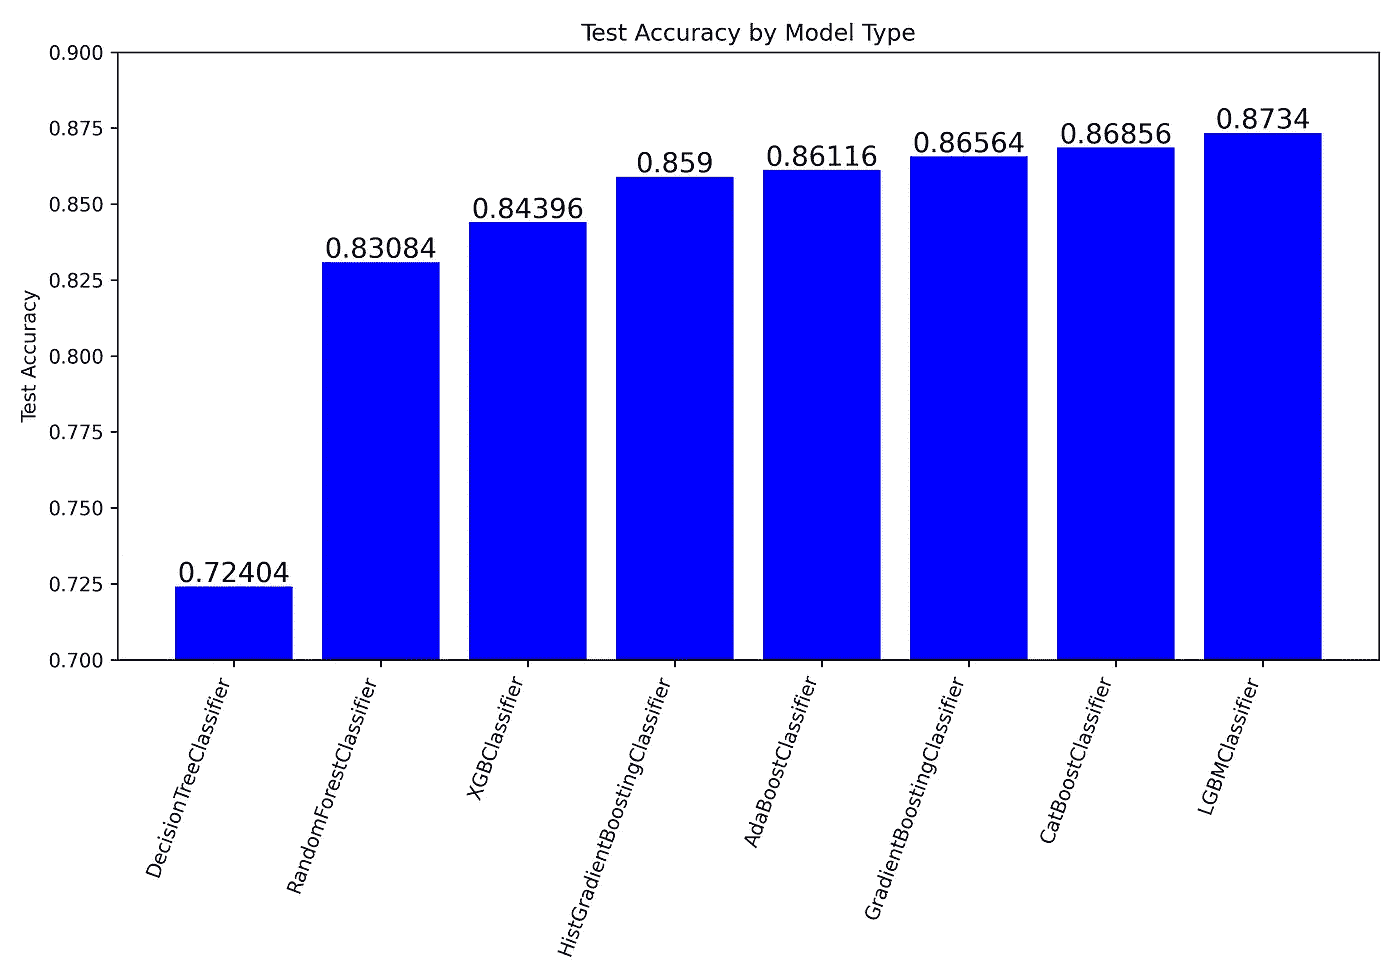 Test Accuracy by Model Type
Test Accuracy
0.900
0.875
0.850
0.825
0.800
0.775
0.750
0.725
0.700
0.72404
0.83084
0.84396
0.859
0.86116
0.86564
0.86856
0.8734
DecisionTreeClassifier
RandomForestClassifier
XGBClassifier
HistGradientBoostingClassifier
AdaBoostClassifier
GradientBoostingClassifier
CatBoostClassifier
LGBMClassifier